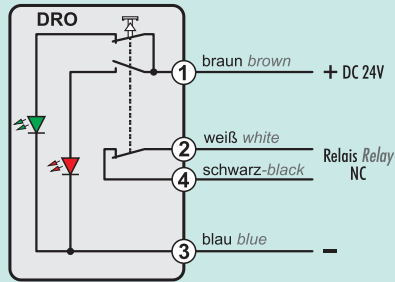 DRO
1 braun brown + DC 24V
2 weiß white
Relais Relay
NC
4 schwarz-black
3 blau blue −